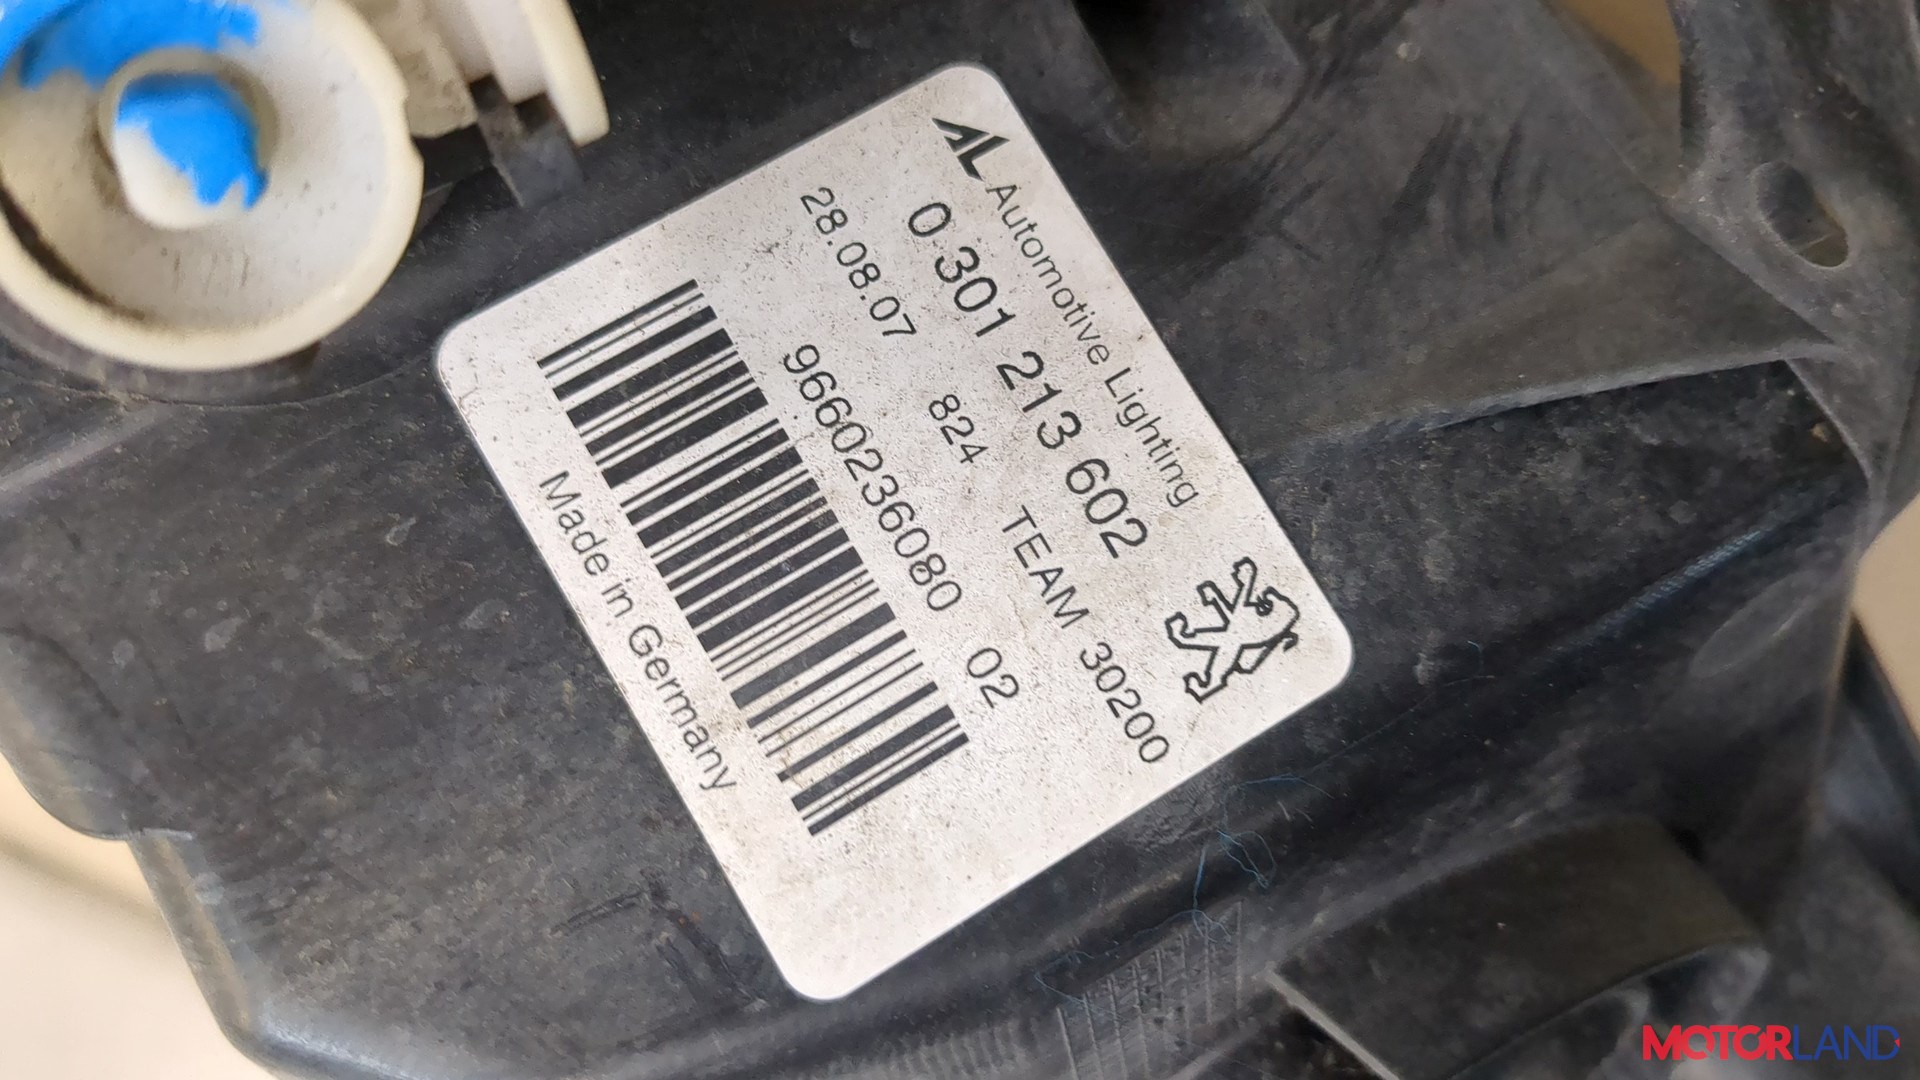 AL Automotive Lighting
0 301 213 602
28.08.07 824 TEAM 30200
9660236080 02
Made in Germany
MOTORLAND